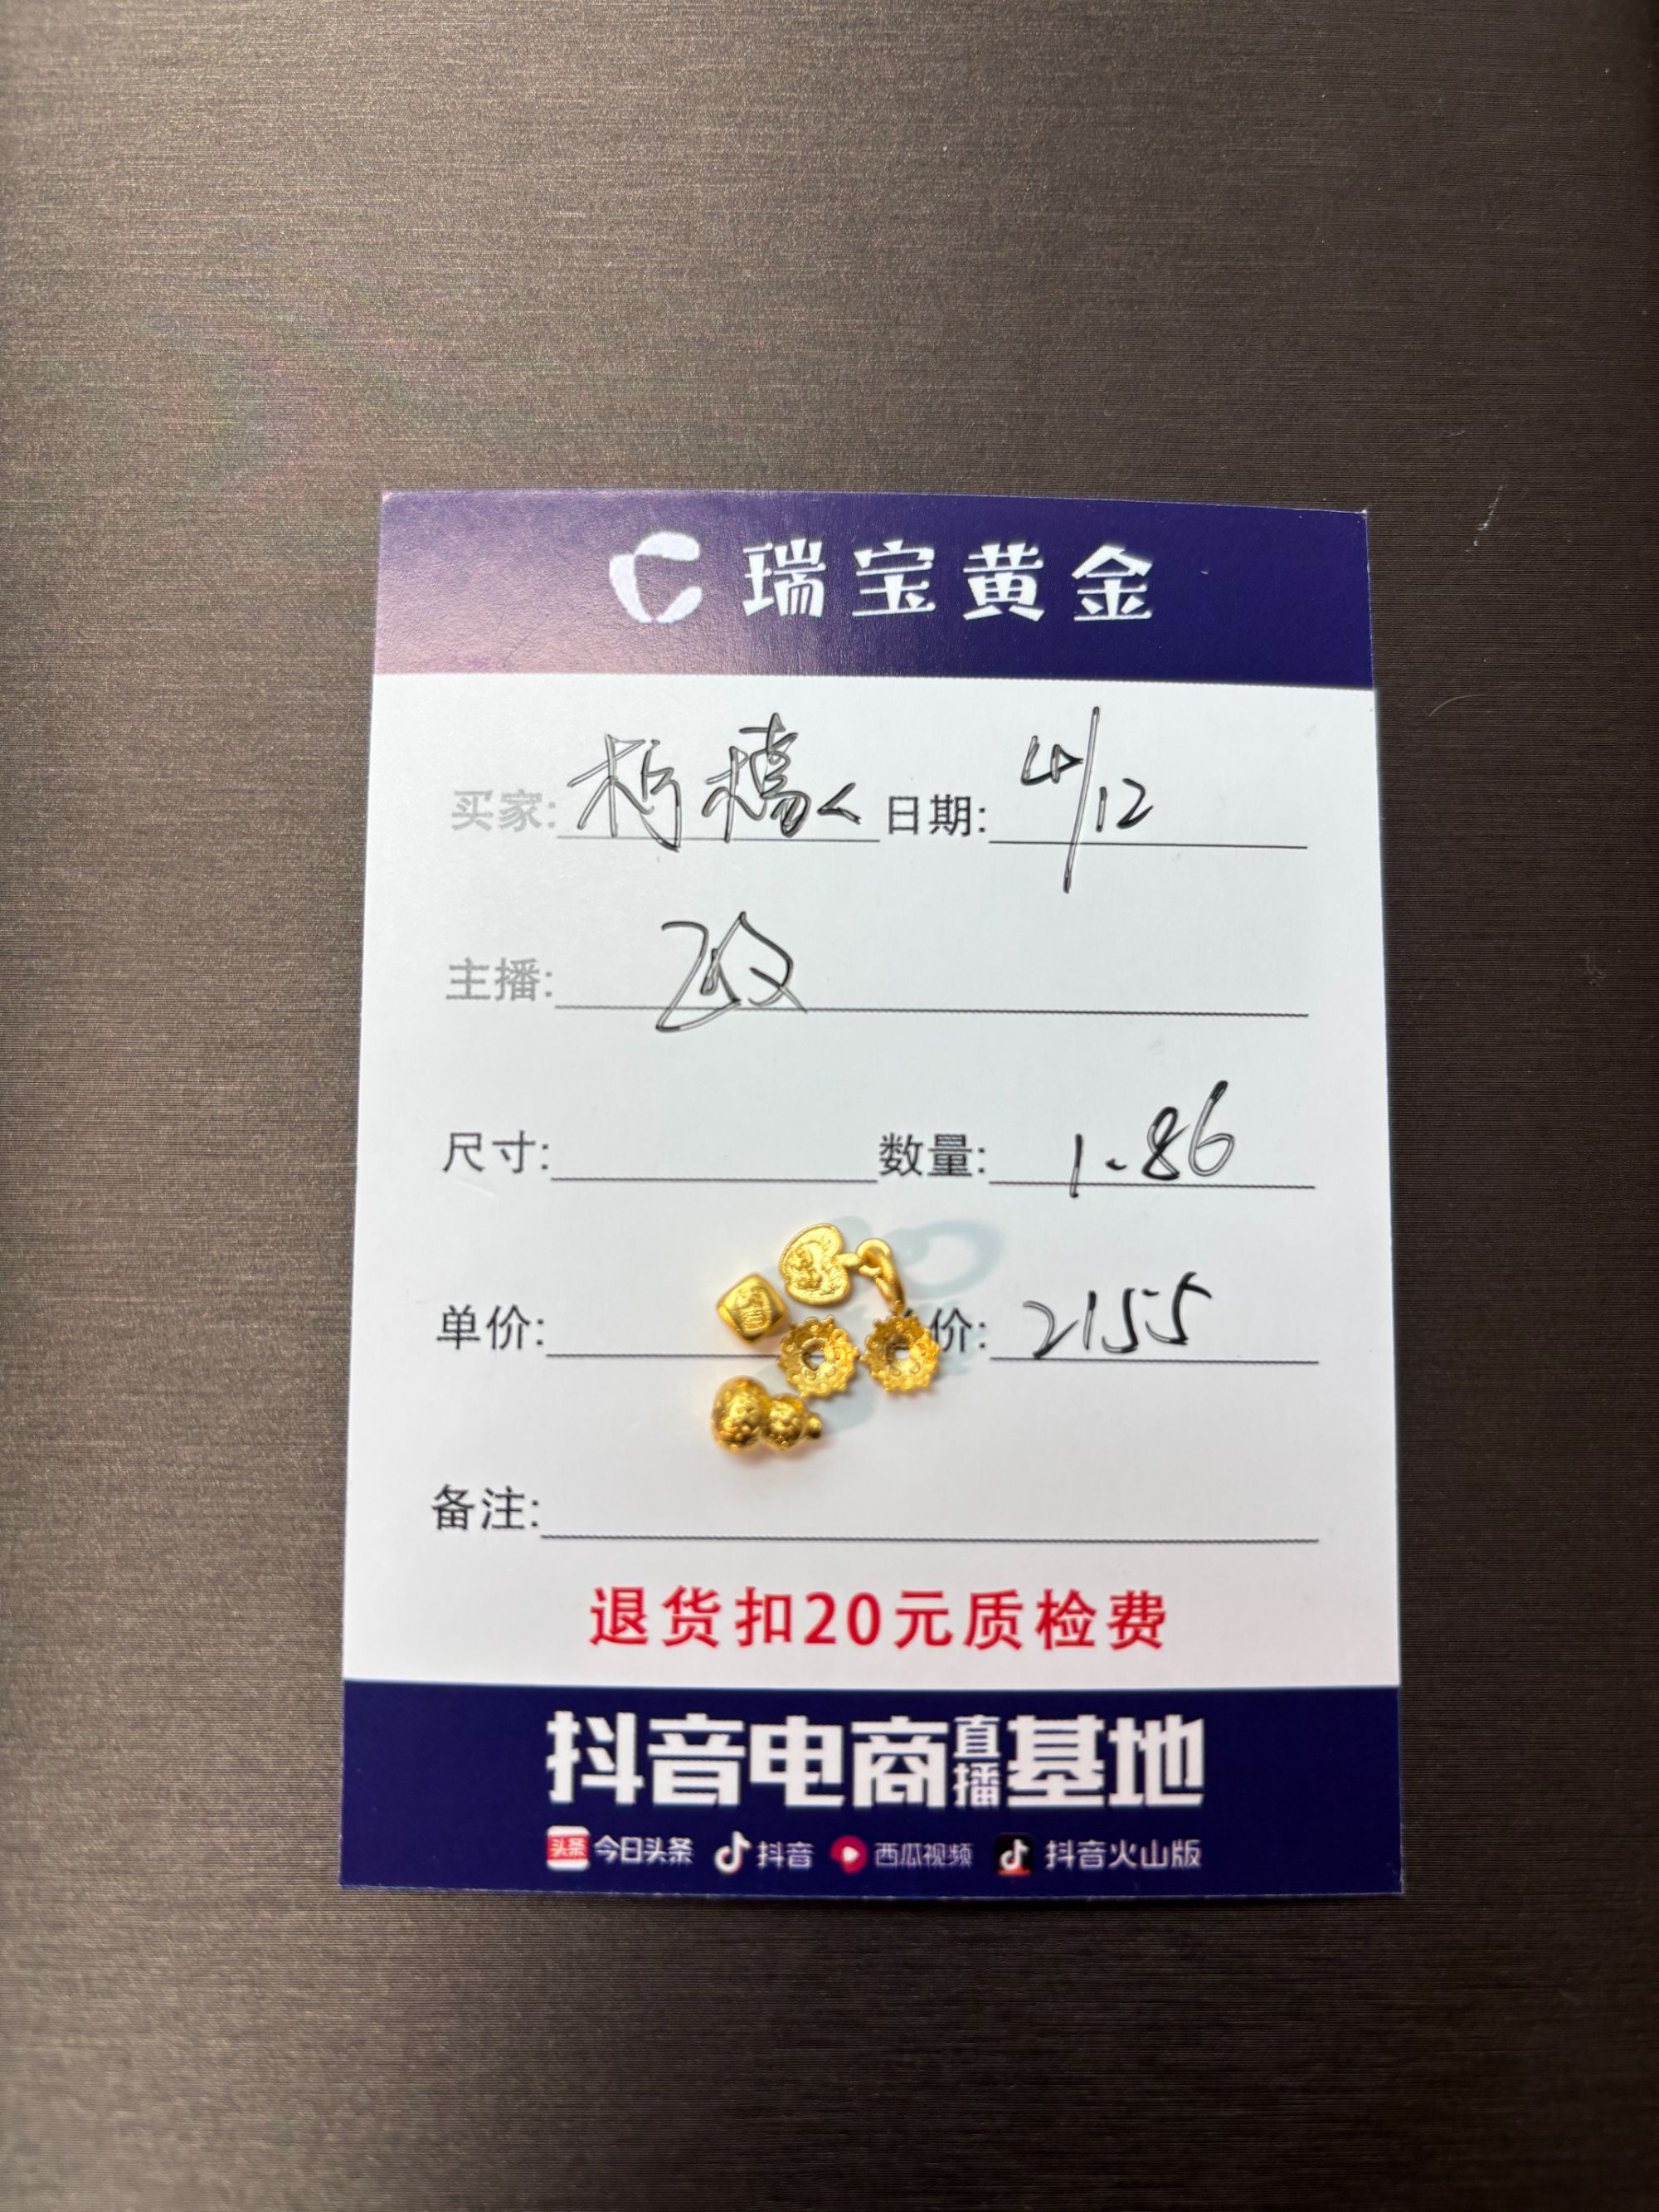 瑞宝黄金
买家: 日期: 4/12
主播:
尺寸: 数量: 1.86
单价: 价: 2155
备注:
退货扣20元质检费
抖音电商直播基地
头条 今日头条 抖音 西瓜视频 抖音火山版